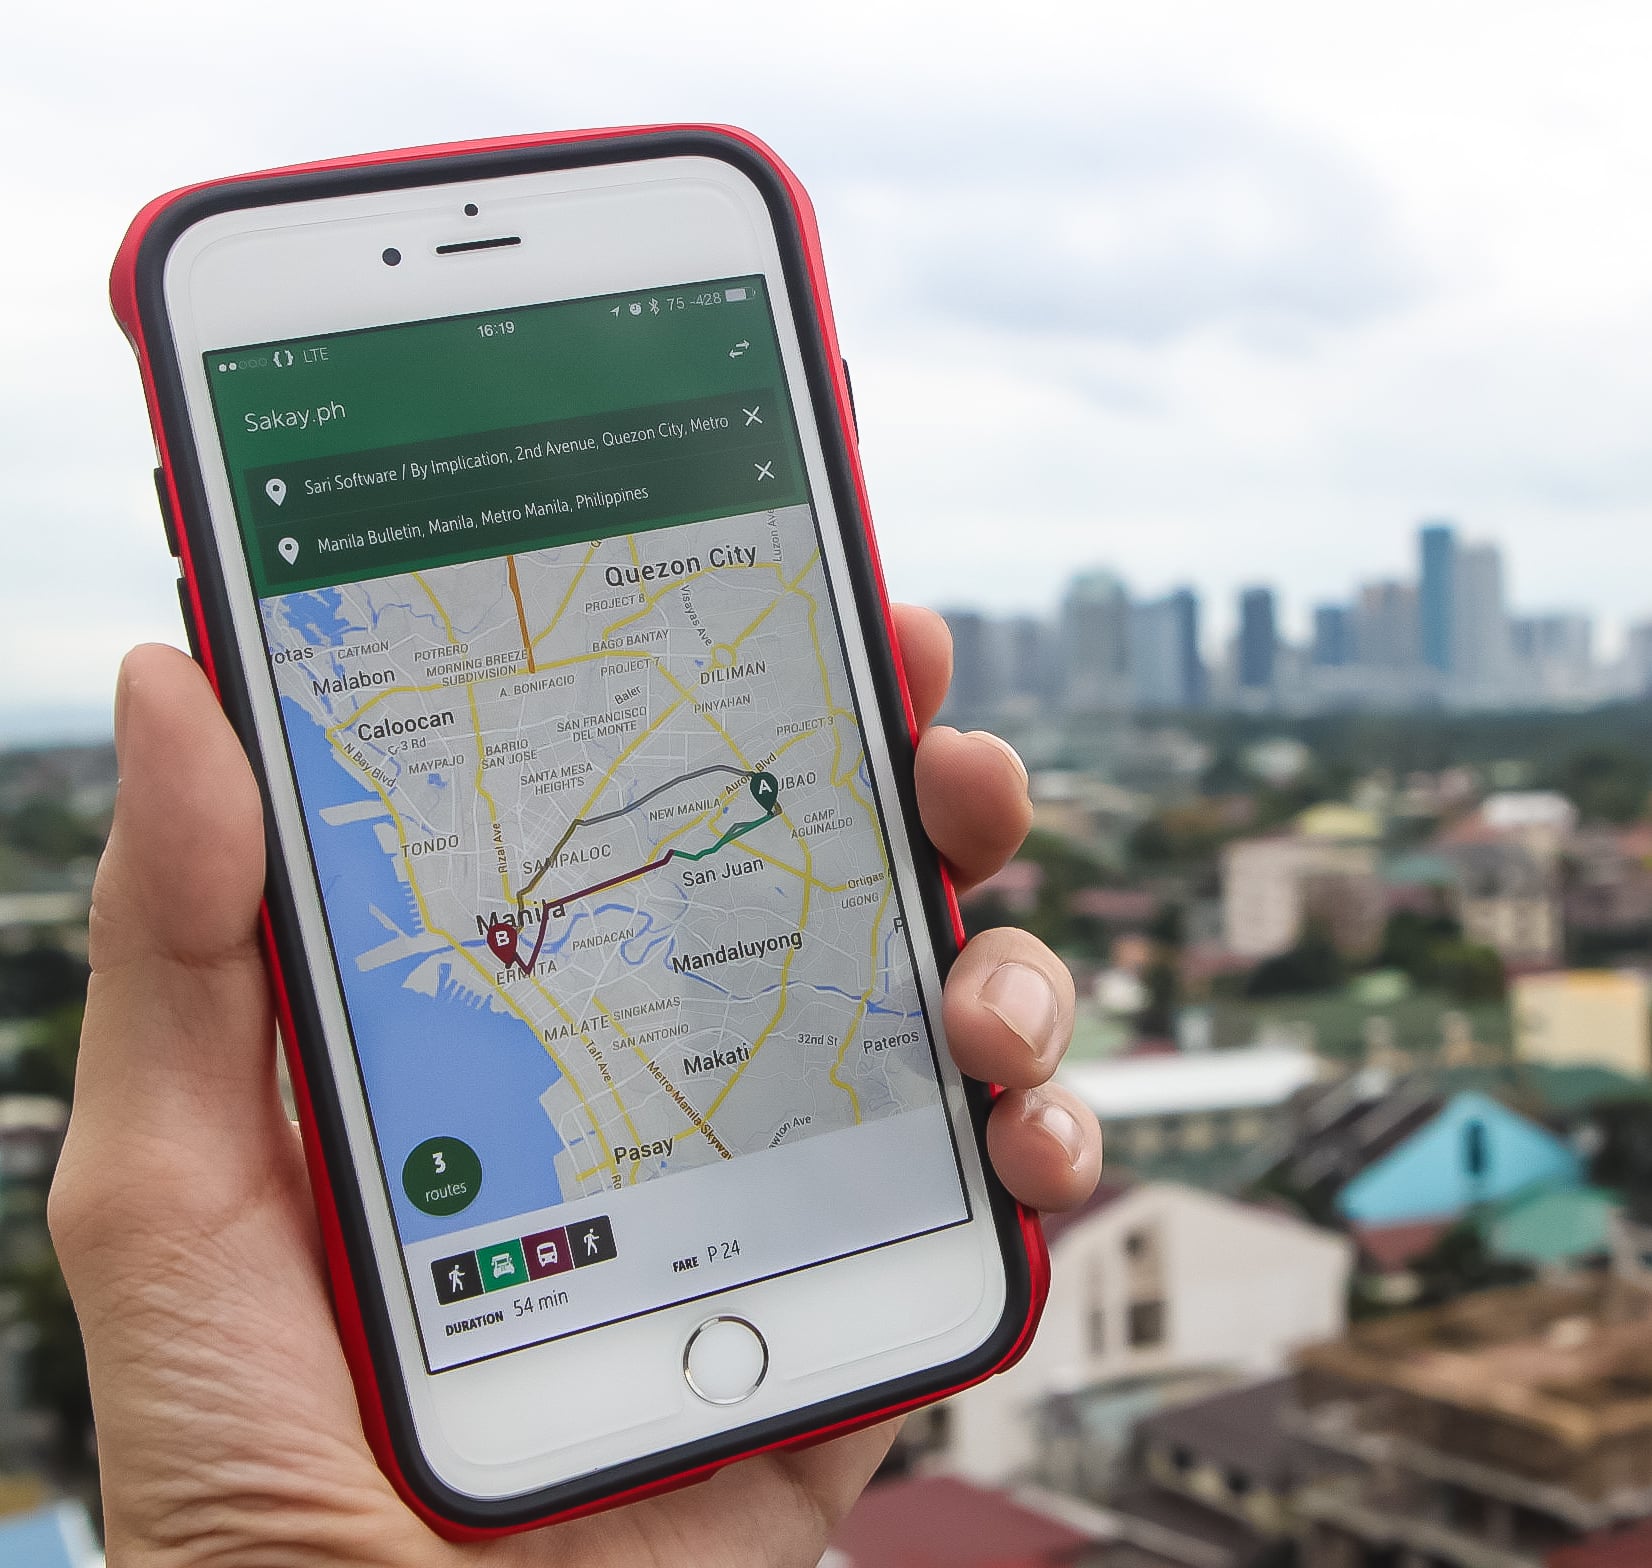 16:19
75 -428
LTE
Sakay.ph
Sari Software / By Implication, 2nd Avenue, Quezon City, Metro
Manila Bulletin, Manila, Metro Manila, Philippines
Quezon City
Luzon Ave
PROJECT 8
Visayas Ave
otas
CATMON
POTRERO
BAGO BANTAY
MORNING BREEZE
SUBDIVISION
PROJECT 7
Malabon
A. BONIFACIO
DILIMAN
Baler
PINYAHAN
Caloocan
SAN FRANCISCO
DEL MONTE
PROJECT 3
C-3 Rd
N Bay Blvd
MAYPAJO
BARRIO
SAN JOSE
SANTA MESA
HEIGHTS
Aurora Blvd
A
UBAO
NEW MANILA
CAMP
AGUINALDO
TONDO
Rizal Ave
SAMPALOC
San Juan
Ortigas
UGONG
Manila
B
PANDACAN
P
ERMITA
Mandaluyong
MALATE
SINGKAMAS
SAN ANTONIO
32nd St
Pateros
Taft Ave
Makati
Metro Manila Skyway
wton Ave
Pasay
3
routes
DURATION 54 min
FARE P 24